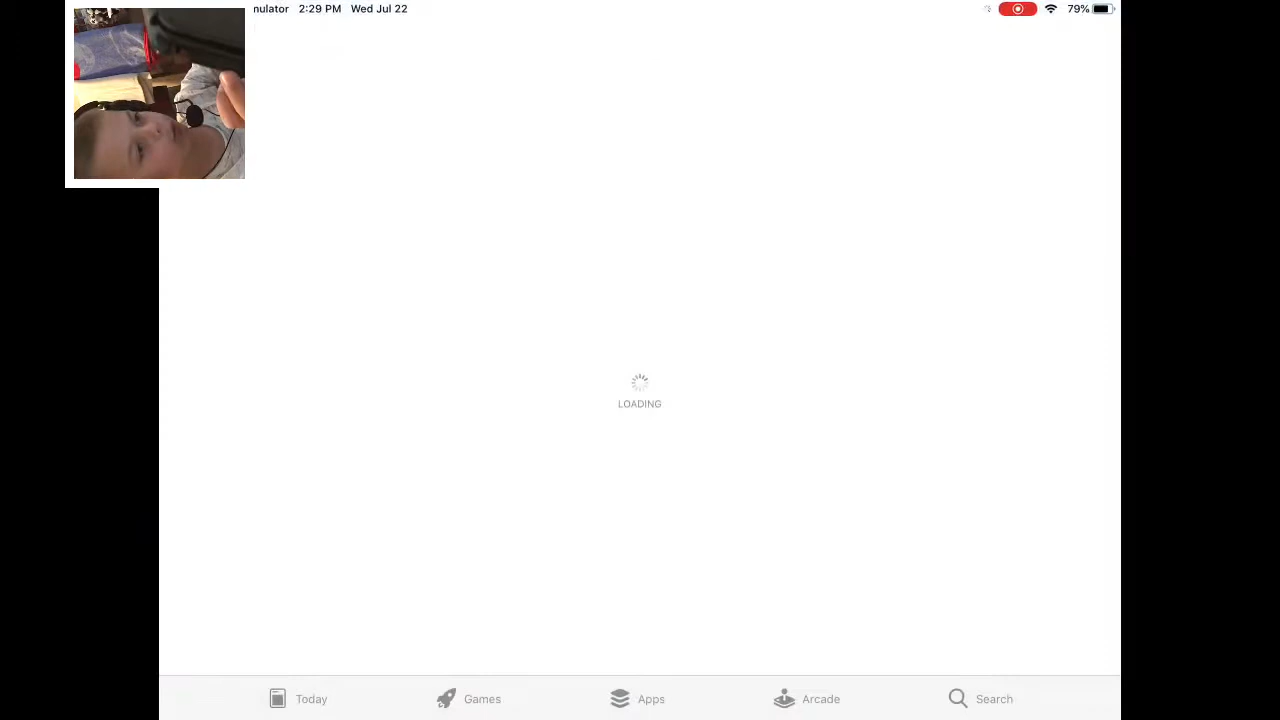 nulator 2:29 PM Wed Jul 22 79%
LOADING
Today Games Apps Arcade Search